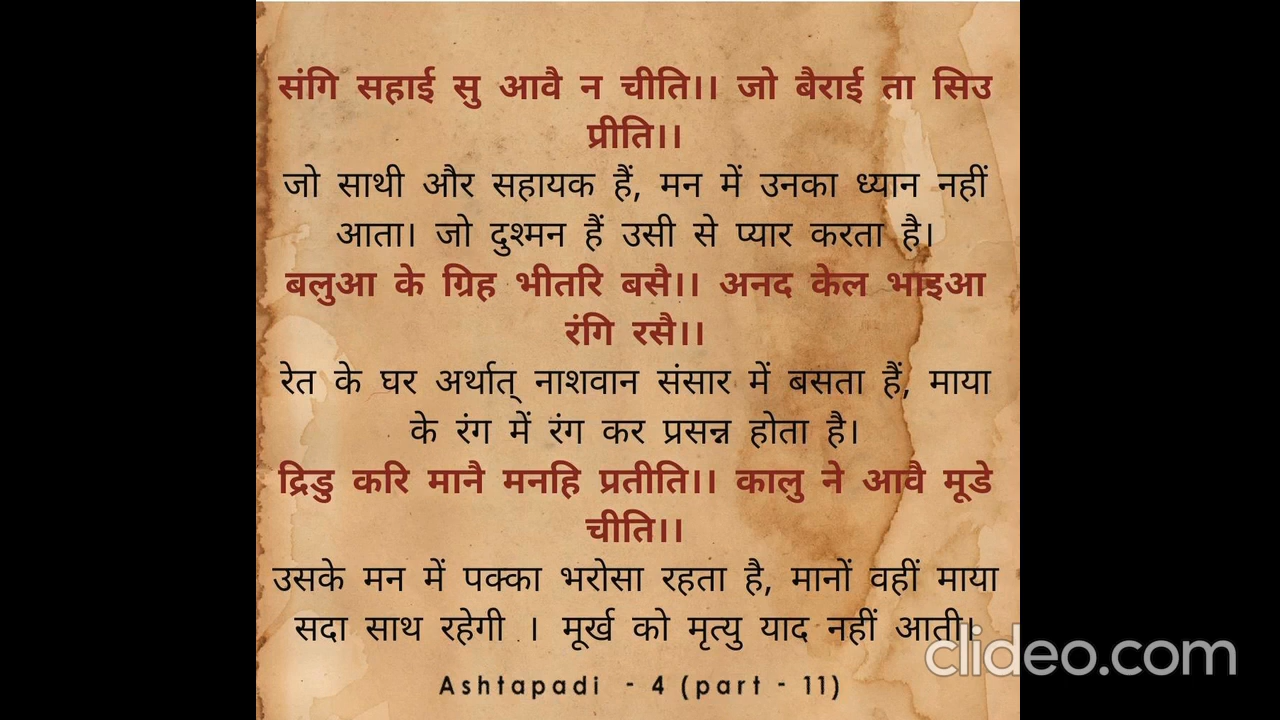 संगि सहाई सु आवै न चीति।। जो बैराई ता सिउ
प्रीति।।
जो साथी और सहायक हैं, मन में उनका ध्यान नहीं
आता। जो दुश्मन हैं उसी से प्यार करता है।
बलुआ के ग्रिह भीतरि बसै।। अनद केल भाइआ
रंगि रसै।।
रेत के घर अर्थात् नाशवान संसार में बसता हैं, माया
के रंग में रंग कर प्रसन्न होता है।
द्रिडु करि मानै मनहि प्रतीति।। कालु ने आवै मूडे
चीति।।
उसके मन में पक्का भरोसा रहता है, मानों वहीं माया
सदा साथ रहेगी . । मूर्ख को मृत्यु याद नहीं आती।
Ashtapadi - 4 (part - 11)
clideo.com